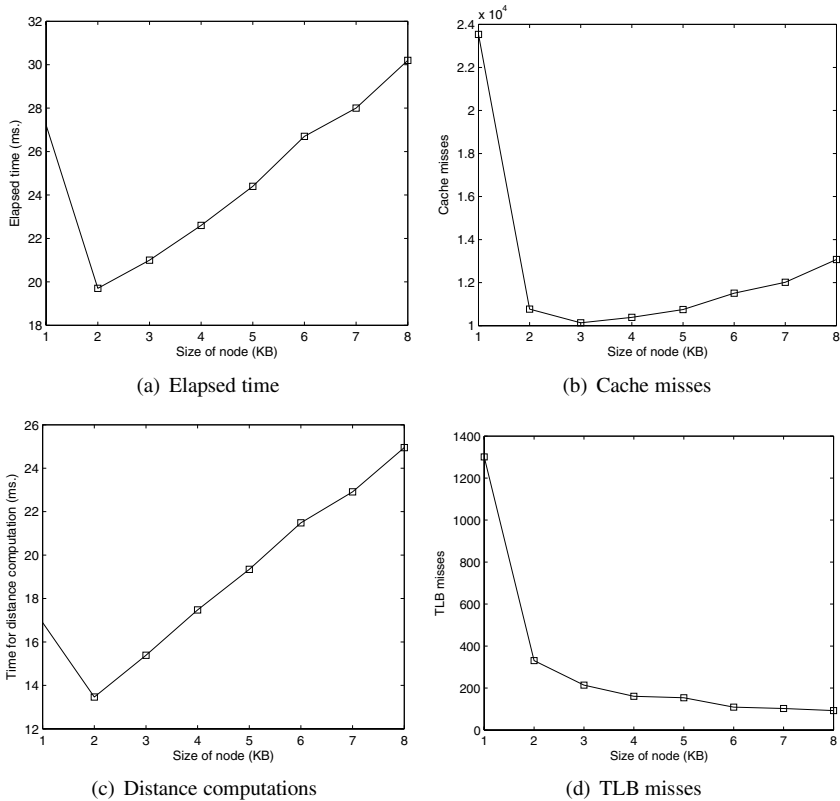 32
30
28
26
24
22
20
18
Elapsed time (ms.)
1 2 3 4 5 6 7 8
Size of node (KB)
(a) Elapsed time
x 10^4
2.4
2.2
2
1.8
1.6
1.4
1.2
1
Cache misses
1 2 3 4 5 6 7 8
Size of node (KB)
(b) Cache misses
26
24
22
20
18
16
14
12
Time for distance computation (ms.)
1 2 3 4 5 6 7 8
Size of node (KB)
(c) Distance computations
1400
1200
1000
800
600
400
200
0
TLB misses
1 2 3 4 5 6 7 8
Size of node (KB)
(d) TLB misses